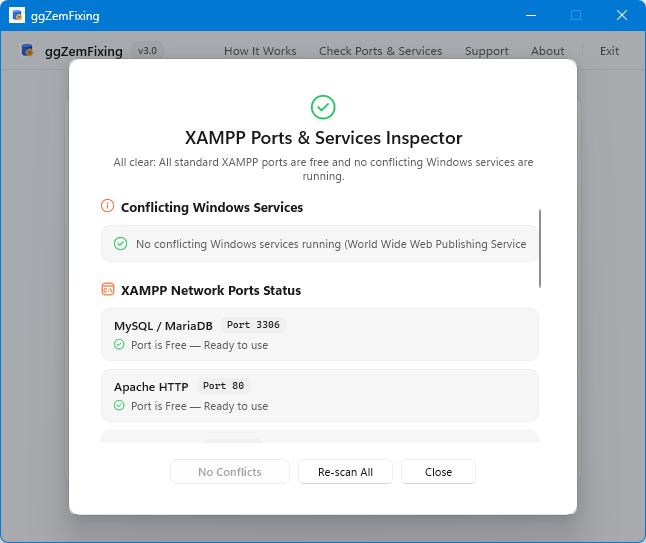 ggZemFixing
ggZemFixing v3.0 How It Works Check Ports & Services Support About Exit
XAMPP Ports & Services Inspector
All clear: All standard XAMPP ports are free and no conflicting Windows services are
running.
Conflicting Windows Services
No conflicting Windows services running (World Wide Web Publishing Service
C:\ XAMPP Network Ports Status
MySQL / MariaDB Port 3306
Port is Free — Ready to use
Apache HTTP Port 80
Port is Free — Ready to use
No Conflicts Re-scan All Close